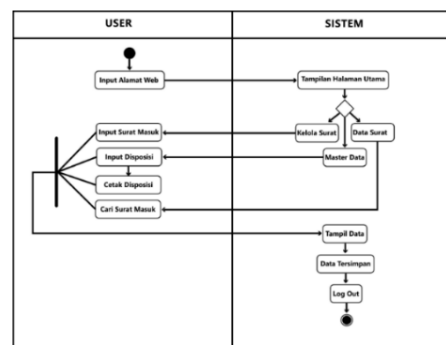 USER
SISTEM
Input Alamat Web
Tampilan Halaman Utama
Input Surat Masuk
Kelola Surat
Data Surat
Input Disposisi
Master Data
Cetak Disposisi
Cari Surat Masuk
Tampil Data
Data Tersimpan
Log Out